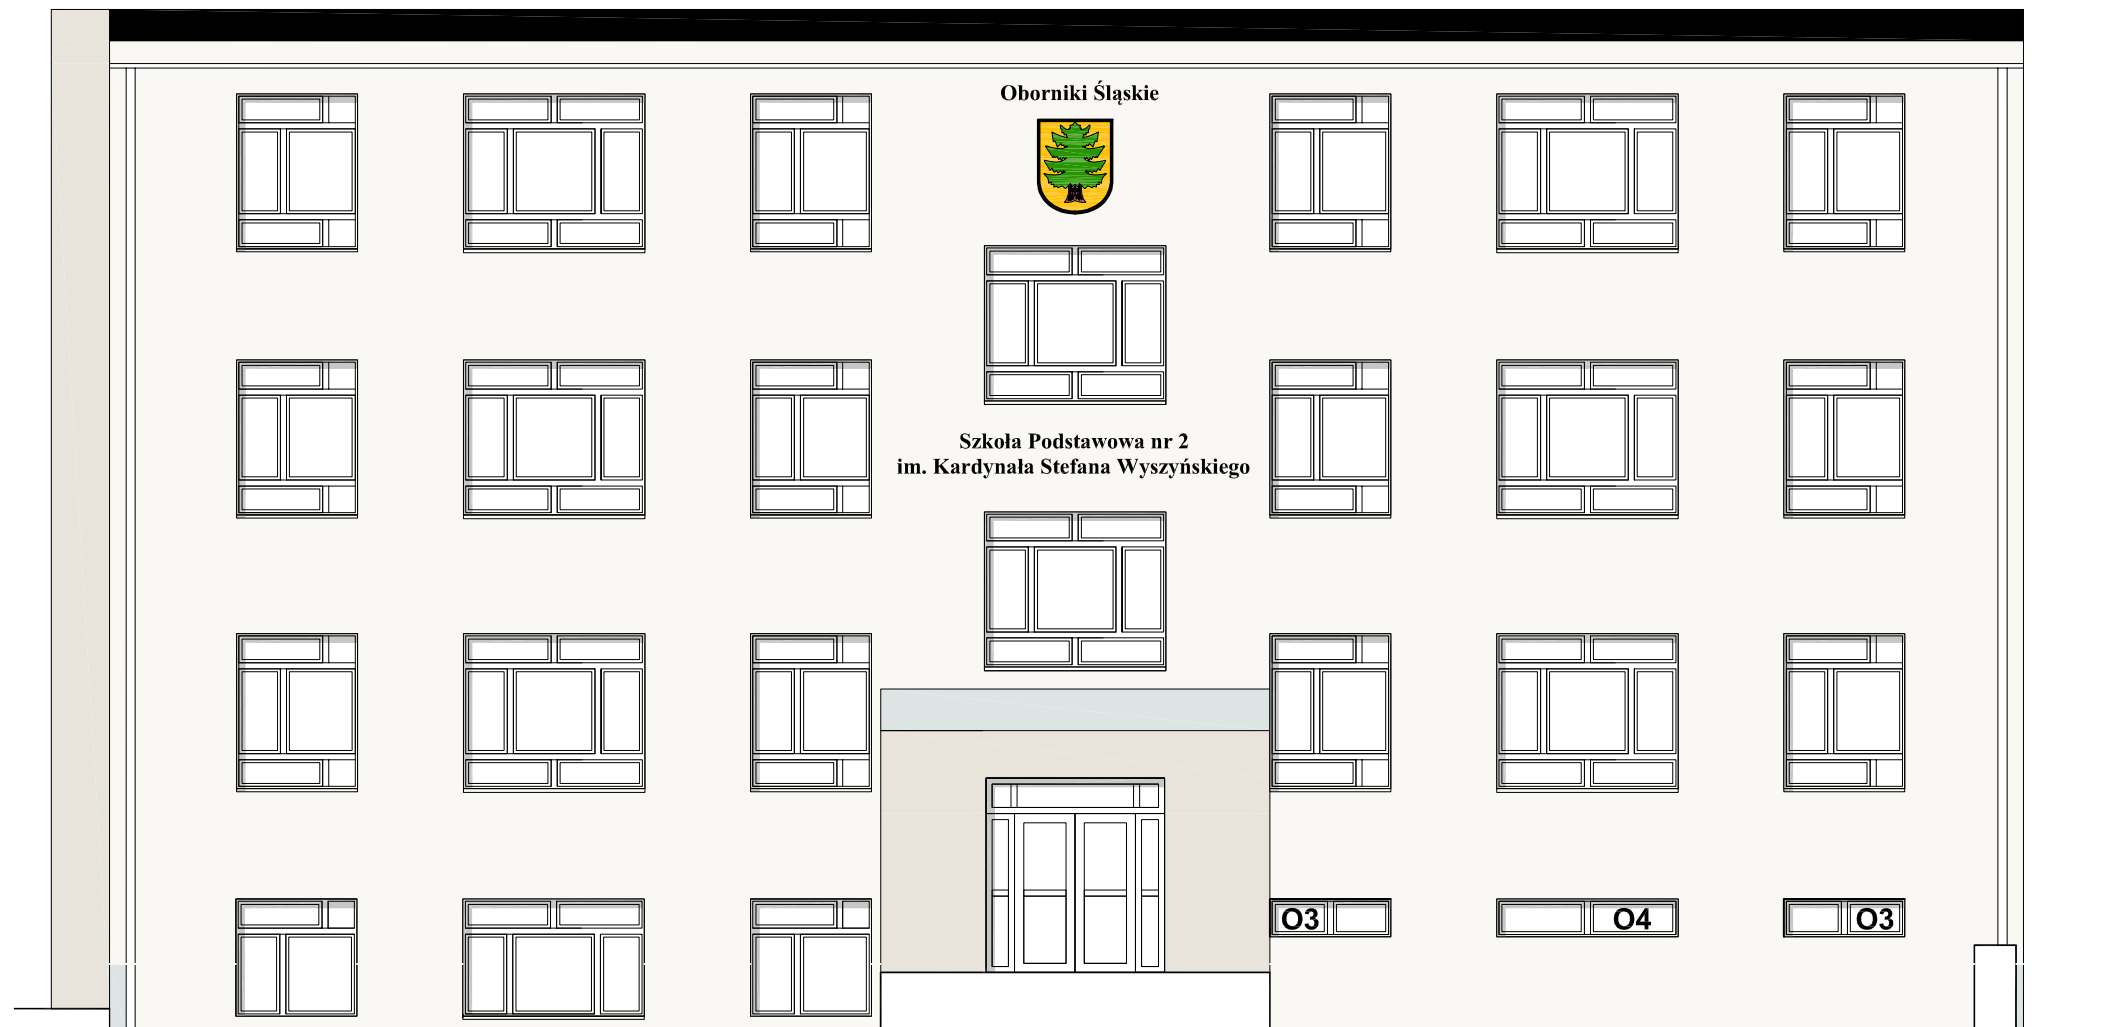 Oborniki Śląskie
Szkoła Podstawowa nr 2
im. Kardynała Stefana Wyszyńskiego
O3 O4 O3